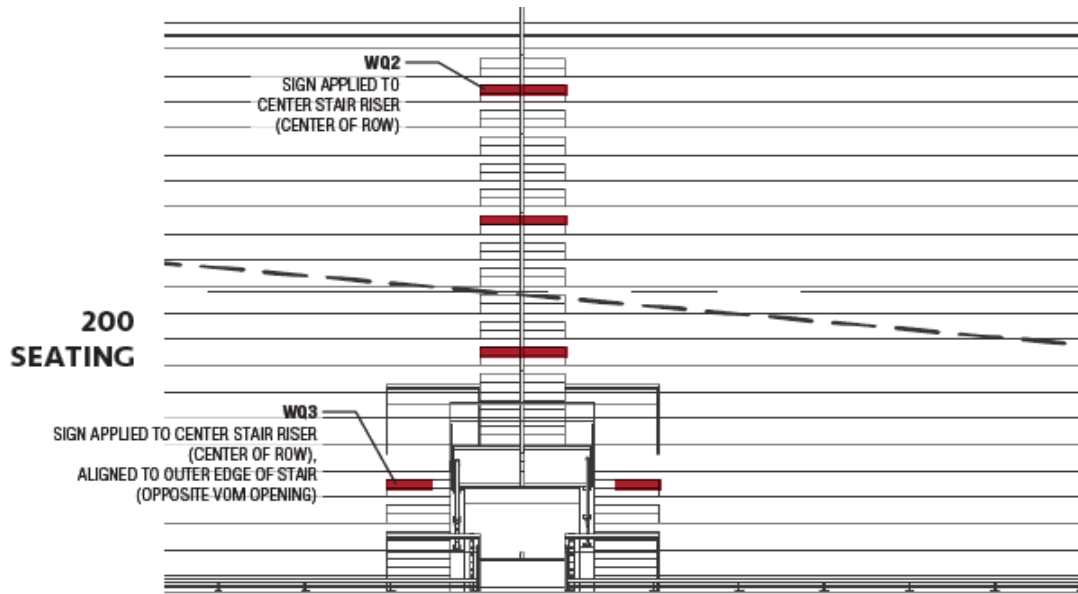 WQ2
SIGN APPLIED TO
CENTER STAIR RISER
(CENTER OF ROW)
200
SEATING
WQ3
SIGN APPLIED TO CENTER STAIR RISER
(CENTER OF ROW),
ALIGNED TO OUTER EDGE OF STAIR
(OPPOSITE VOM OPENING)